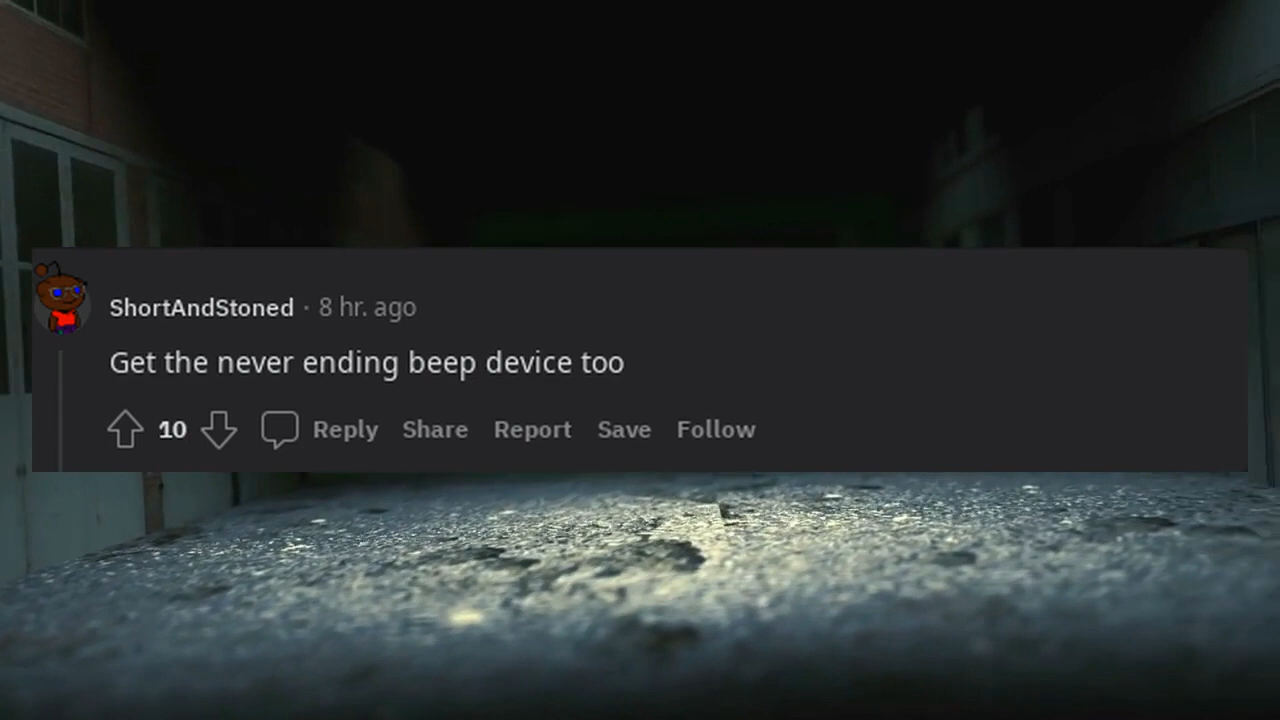 ShortAndStoned · 8 hr. ago
Get the never ending beep device too
10 Reply Share Report Save Follow